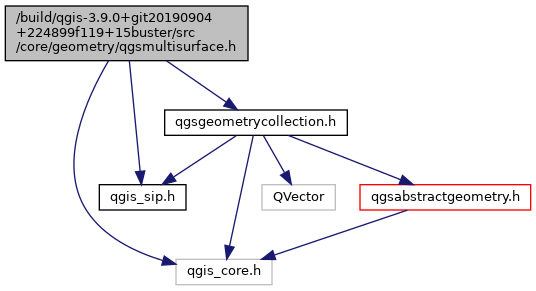 /build/qgis-3.9.0+git20190904
+224899f119+15buster/src
/core/geometry/qgsmultisurface.h
qgsgeometrycollection.h
qgis_sip.h
QVector
qgsabstractgeometry.h
qgis_core.h